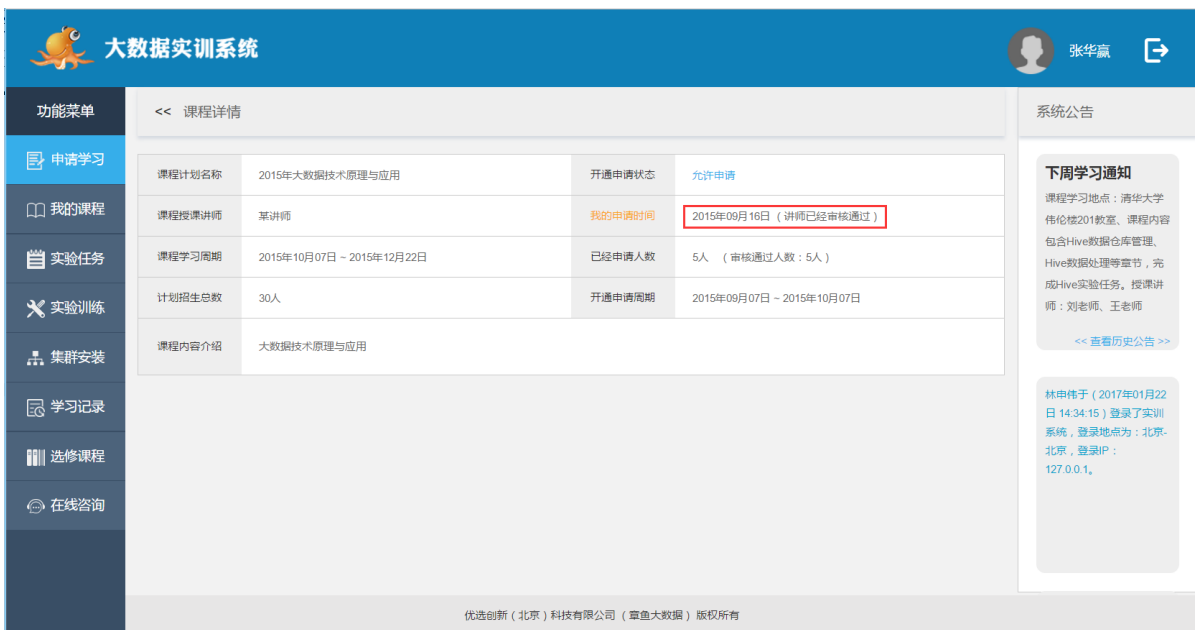 大数据实训系统
张华赢
功能菜单
申请学习
我的课程
实验任务
实验训练
集群安装
学习记录
选修课程
在线咨询
<< 课程详情
课程计划名称 2015年大数据技术原理与应用 开通申请状态 允许申请
课程授课讲师 某讲师 我的申请时间 2015年09月16日（讲师已经审核通过）
课程学习周期 2015年10月07日 ~ 2015年12月22日 已经申请人数 5人 （审核通过人数：5人）
计划招生总数 30人 开通申请周期 2015年09月07日 ~ 2015年10月07日
课程内容介绍 大数据技术原理与应用
系统公告
下周学习通知
课程学习地点：清华大学
伟伦楼201教室、课程内容
包含Hive数据仓库管理、
Hive数据处理等章节，完
成Hive实验任务。授课讲
师：刘老师、王老师
<< 查看历史公告 >>
林申伟于（2017年01月22
日 14:34:15）登录了实训
系统，登录地点为：北京-
北京，登录IP：
127.0.0.1。
优选创新（北京）科技有限公司 （章鱼大数据）版权所有